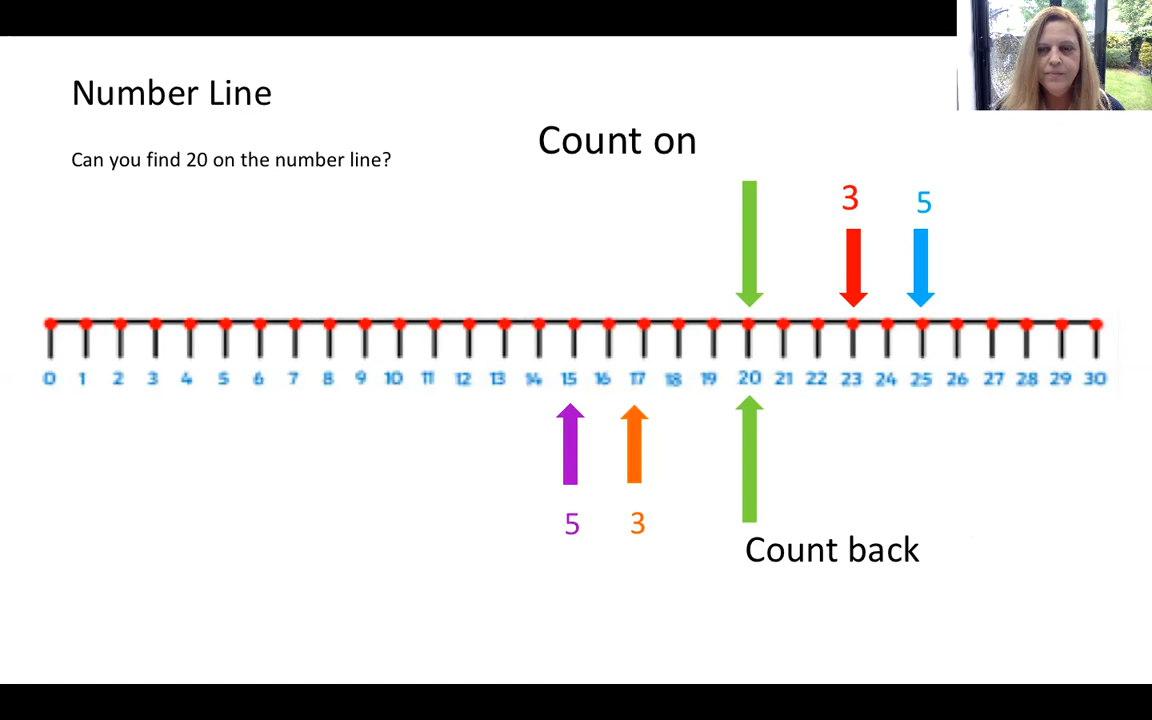 Number Line
Count on
Can you find 20 on the number line?
3 5
0 1 2 3 4 5 6 7 8 9 10 11 12 13 14 15 16 17 18 19 20 21 22 23 24 25 26 27 28 29 30
5 3
Count back